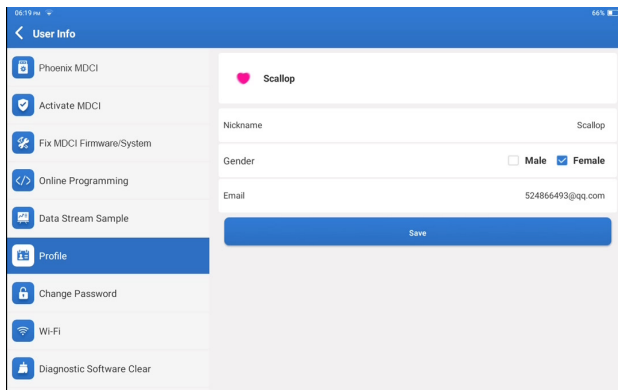 06:19 PM
66%
User Info
Phoenix MDCI
Activate MDCI
Fix MDCI Firmware/System
Online Programming
Data Stream Sample
Profile
Change Password
Wi-Fi
Diagnostic Software Clear
Scallop
Nickname Scallop
Gender Male Female
Email 524866493@qq.com
Save